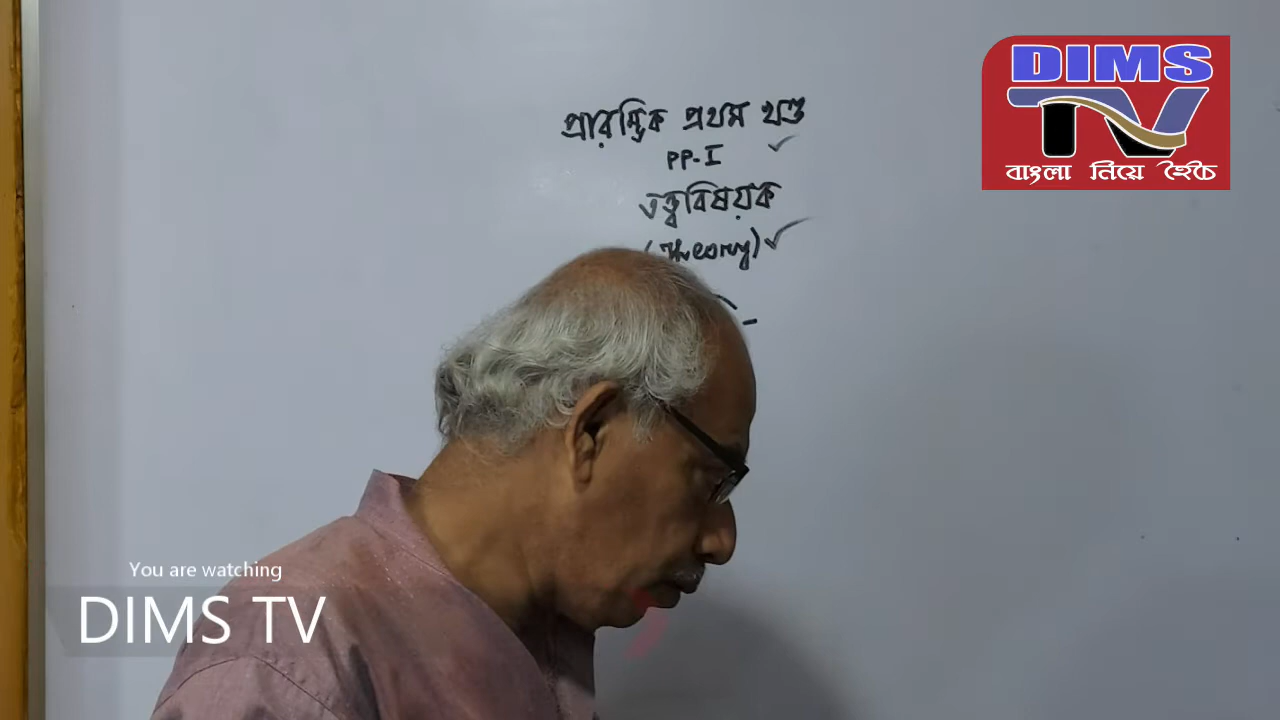 প্রারম্ভিক প্রথম খণ্ড
PP-I
তত্ত্ববিষয়ক
(Theory)
DIMS
TV
বাংলা নিয়ে হৈচৈ
You are watching
DIMS TV